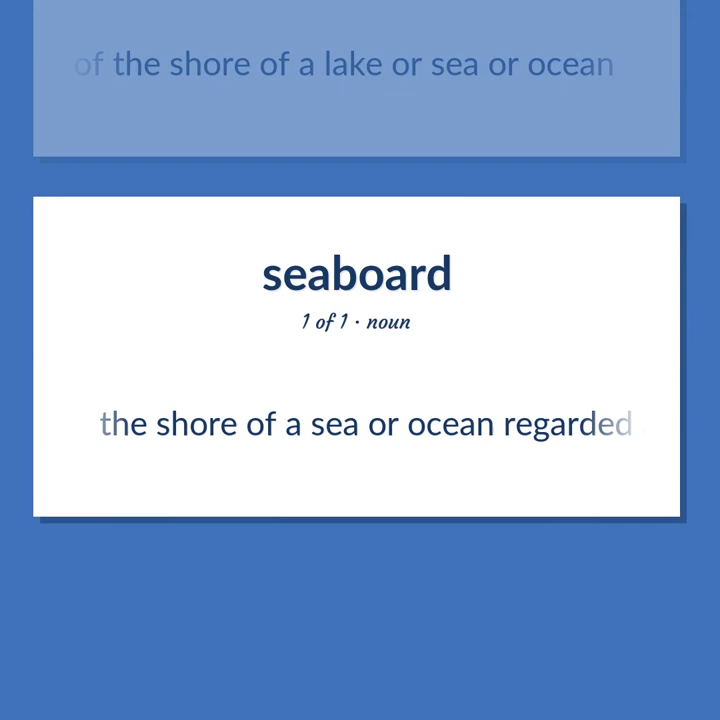 of the shore of a lake or sea or ocean
seaboard
1 of 1 · noun
the shore of a sea or ocean regarded